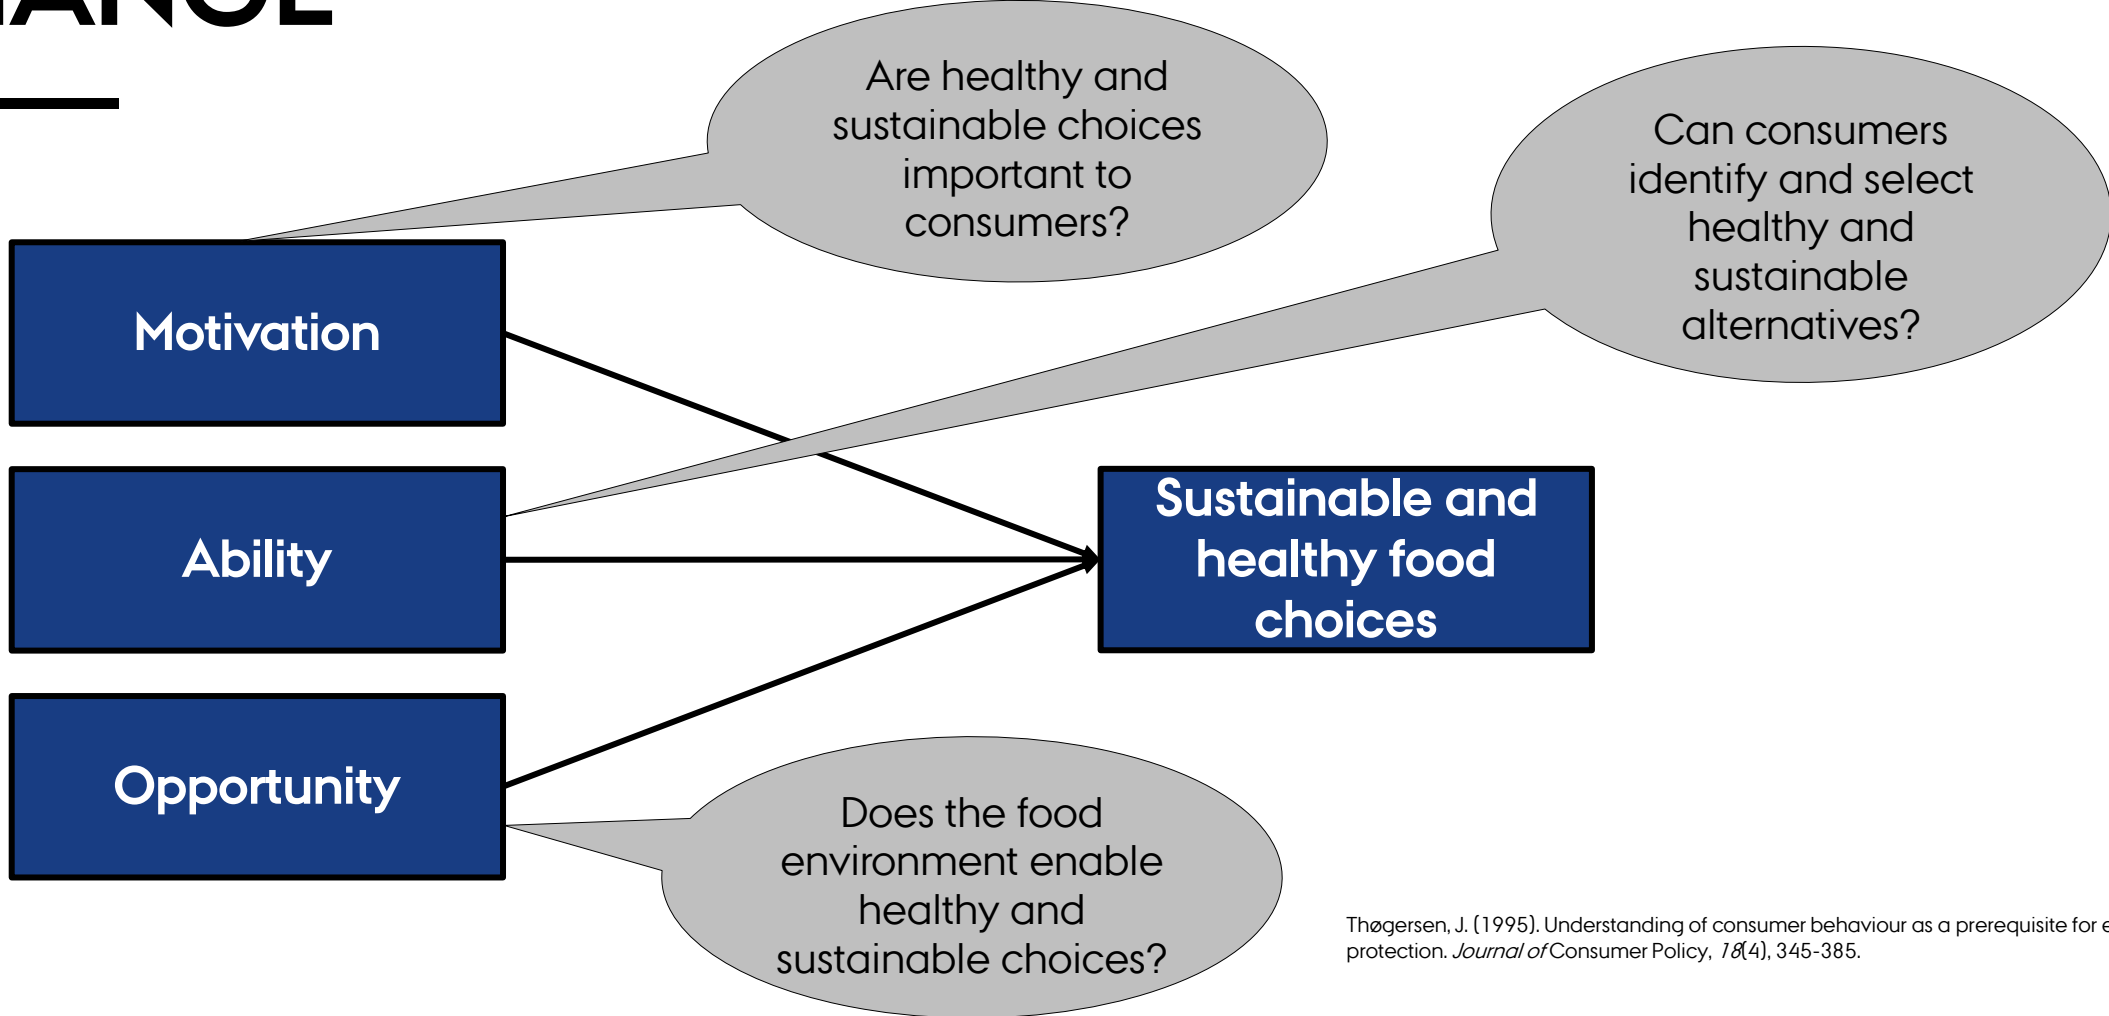 Are healthy and
sustainable choices
important to
consumers?
Can consumers
identify and select
healthy and
sustainable
alternatives?
Motivation
Ability
Opportunity
Sustainable and
healthy food
choices
Does the food
environment enable
healthy and
sustainable choices?
Thøgersen, J. (1995). Understanding of consumer behaviour as a prerequisite for
protection. Journal of Consumer Policy, 18(4), 345-385.